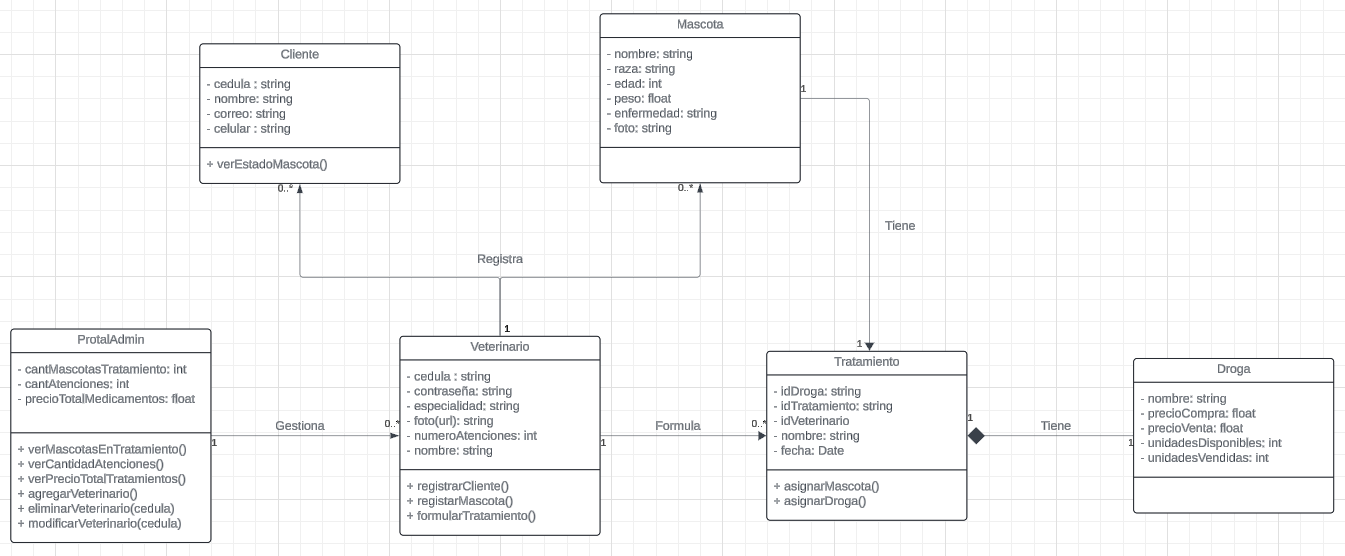 Mascota
- nombre: string
- raza: string
- edad: int
- peso: float
- enfermedad: string
- foto: string
1
Cliente
- cedula : string
- nombre: string
- correo: string
- celular : string
+ verEstadoMascota()
0..*
0..*
Tiene
Registra
1
1
ProtalAdmin
- cantMascotasTratamiento: int
- cantAtenciones: int
- precioTotalMedicamentos: float
+ verMascotasEnTratamiento()
+ verCantidadAtenciones()
+ verPrecioTotalTratamientos()
+ agregarVeterinario()
+ eliminarVeterinario(cedula)
+ modificarVeterinario(cedula)
1
Gestiona
0..*
Veterinario
- cedula : string
- contraseña: string
- especialidad: string
- foto(url): string
- numeroAtenciones: int
- nombre: string
+ registrarCliente()
+ registarMascota()
+ formularTratamiento()
1
Formula
0..*
Tratamiento
- idDroga: string
- idTratamiento: string
- idVeterinario
- nombre: string
- fecha: Date
+ asignarMascota()
+ asignarDroga()
1
Tiene
1
Droga
- nombre: string
- precioCompra: float
- precioVenta: float
- unidadesDisponibles: int
- unidadesVendidas: int